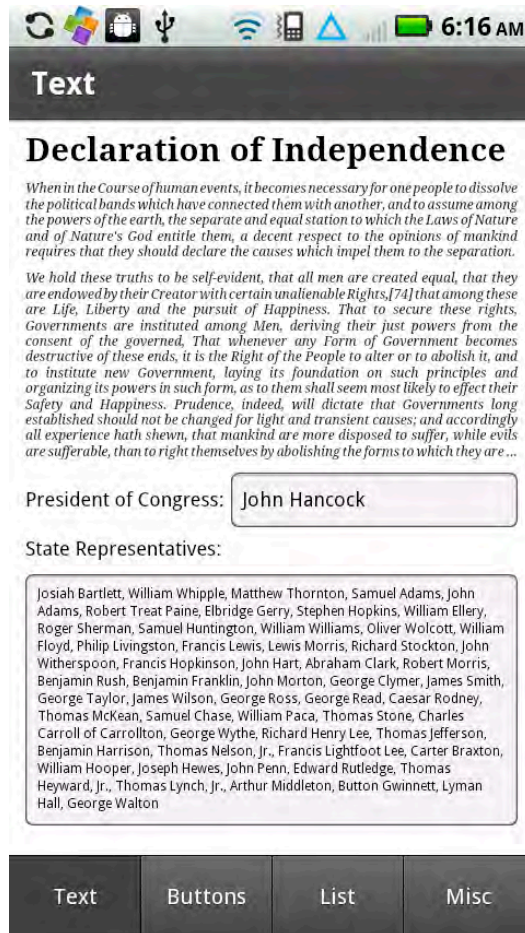 6:16 AM
Text
Declaration of Independence
When in the Course of human events, it becomes necessary for one people to dissolve
the political bands which have connected them with another, and to assume among
the powers of the earth, the separate and equal station to which the Laws of Nature
and of Nature's God entitle them, a decent respect to the opinions of mankind
requires that they should declare the causes which impel them to the separation.
We hold these truths to be self-evident, that all men are created equal, that they
are endowed by their Creator with certain unalienable Rights,[74] that among these
are Life, Liberty and the pursuit of Happiness. That to secure these rights,
Governments are instituted among Men, deriving their just powers from the
consent of the governed, That whenever any Form of Government becomes
destructive of these ends, it is the Right of the People to alter or to abolish it, and
to institute new Government, laying its foundation on such principles and
organizing its powers in such form, as to them shall seem most likely to effect their
Safety and Happiness. Prudence, indeed, will dictate that Governments long
established should not be changed for light and transient causes; and accordingly
all experience hath shewn, that mankind are more disposed to suffer, while evils
are sufferable, than to right themselves by abolishing the forms to which they are ...
President of Congress: John Hancock
State Representatives:
Josiah Bartlett, William Whipple, Matthew Thornton, Samuel Adams, John
Adams, Robert Treat Paine, Elbridge Gerry, Stephen Hopkins, William Ellery,
Roger Sherman, Samuel Huntington, William Williams, Oliver Wolcott, William
Floyd, Philip Livingston, Francis Lewis, Lewis Morris, Richard Stockton, John
Witherspoon, Francis Hopkinson, John Hart, Abraham Clark, Robert Morris,
Benjamin Rush, Benjamin Franklin, John Morton, George Clymer, James Smith,
George Taylor, James Wilson, George Ross, George Read, Caesar Rodney,
Thomas McKean, Samuel Chase, William Paca, Thomas Stone, Charles
Carroll of Carrollton, George Wythe, Richard Henry Lee, Thomas Jefferson,
Benjamin Harrison, Thomas Nelson, Jr., Francis Lightfoot Lee, Carter Braxton,
William Hooper, Joseph Hewes, John Penn, Edward Rutledge, Thomas
Heyward, Jr., Thomas Lynch, Jr., Arthur Middleton, Button Gwinnett, Lyman
Hall, George Walton
Text Buttons List Misc